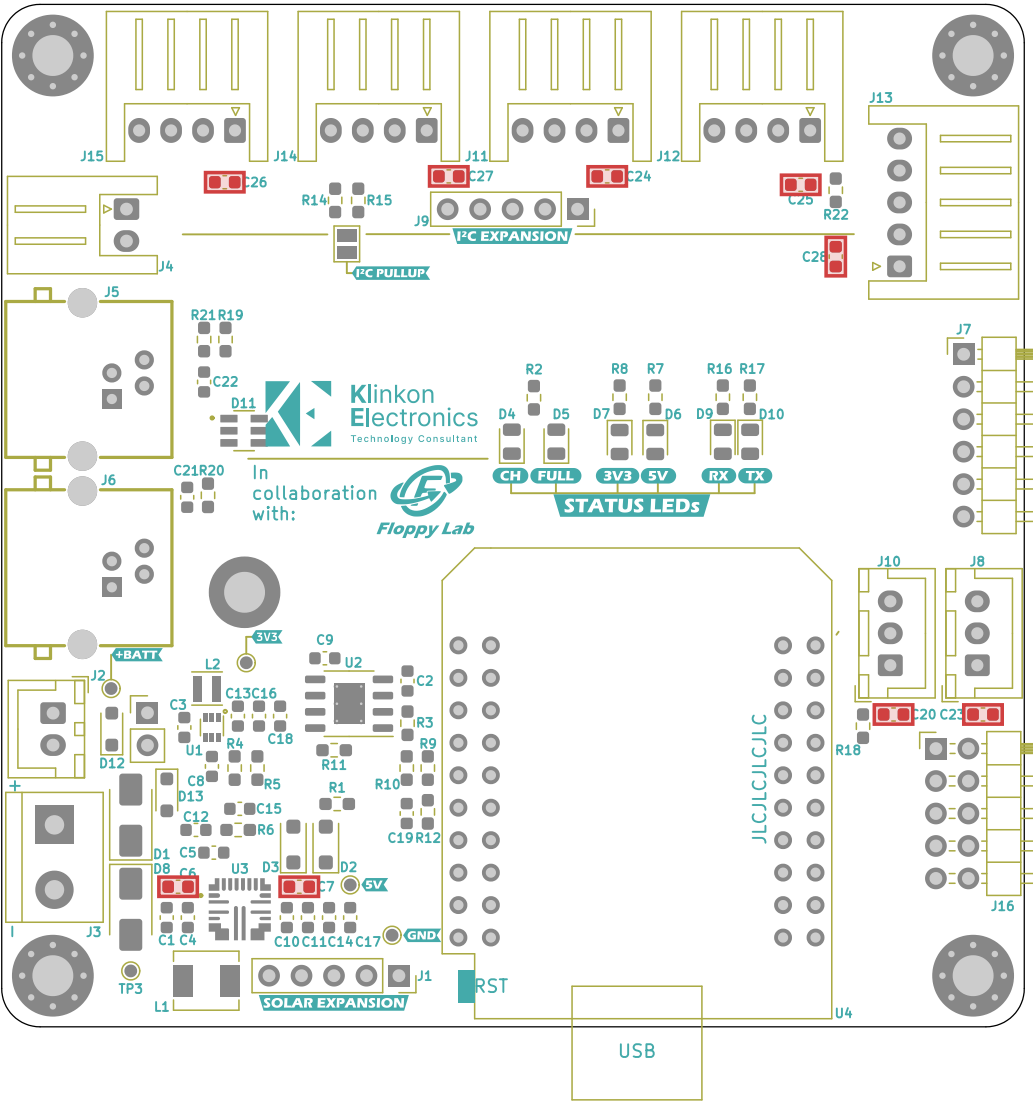 J15
J14
J11
J12
J13
C26
C27
C24
C25
R14
R15
R22
J9
I²C EXPANSION
C28
J4
I²C PULLUP
J5
R21 R19
J7
C22
D11
Klinkon
Electronics
Technology Consultant
R2
R8
R7
R16
R17
D4
D5
D7
D6
D9
D10
CH
FULL
3V3
5V
RX
TX
STATUS LEDs
In
collaboration
with:
Floppy Lab
C21
R20
J6
+BATT
3V3
J10
J8
J2
L2
C9
U2
C2
C13
C16
C3
C18
R3
U1
D12
R4
R11
R9
C8
R5
R10
D13
R1
C15
C12
R6
C19
R12
C20
C23
R18
JLCJLCJLCJLC
+
D1
C5
D8
C6
U3
D3
D2
C7
5V
–
J3
C1
C4
C10
C11
C14
C17
GND
J16
TP3
L1
J1
SOLAR EXPANSION
RST
U4
USB